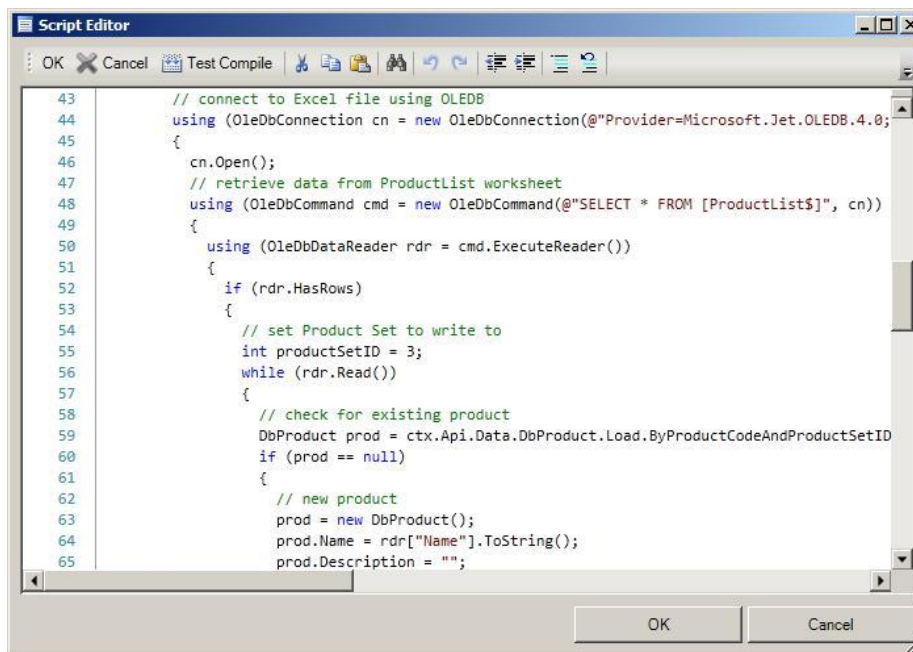 Script Editor
OK Cancel Test Compile
43 // connect to Excel file using OLEDB
44 using (OleDbConnection cn = new OleDbConnection(@"Provider=Microsoft.Jet.OLEDB.4.0;
45 {
46 cn.Open();
47 // retrieve data from ProductList worksheet
48 using (OleDbCommand cmd = new OleDbCommand(@"SELECT * FROM [ProductList$]", cn))
49 {
50 using (OleDbDataReader rdr = cmd.ExecuteReader())
51 {
52 if (rdr.HasRows)
53 {
54 // set Product Set to write to
55 int productSetID = 3;
56 while (rdr.Read())
57 {
58 // check for existing product
59 DbProduct prod = ctx.Api.Data.DbProduct.Load.ByProductCodeAndProductSetID
60 if (prod == null)
61 {
62 // new product
63 prod = new DbProduct();
64 prod.Name = rdr["Name"].ToString();
65 prod.Description = "";
OK Cancel